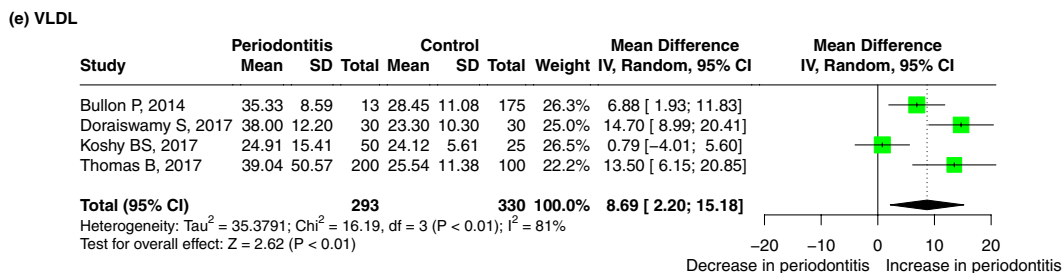 (e) VLDL
Periodontitis Control Mean Difference Mean Difference
Study Mean SD Total Mean SD Total Weight IV, Random, 95% CI IV, Random, 95% CI
Bullon P, 2014 35.33 8.59 13 28.45 11.08 175 26.3% 6.88 [ 1.93; 11.83]
Doraiswamy S, 2017 38.00 12.20 30 23.30 10.30 30 25.0% 14.70 [ 8.99; 20.41]
Koshy BS, 2017 24.91 15.41 50 24.12 5.61 25 26.5% 0.79 [−4.01; 5.60]
Thomas B, 2017 39.04 50.57 200 25.54 11.38 100 22.2% 13.50 [ 6.15; 20.85]
Total (95% CI) 293 330 100.0% 8.69 [ 2.20; 15.18]
Heterogeneity: Tau² = 35.3791; Chi² = 16.19, df = 3 (P < 0.01); I² = 81%
Test for overall effect: Z = 2.62 (P < 0.01)
−20 −10 0 10 20
Decrease in periodontitis Increase in periodontitis